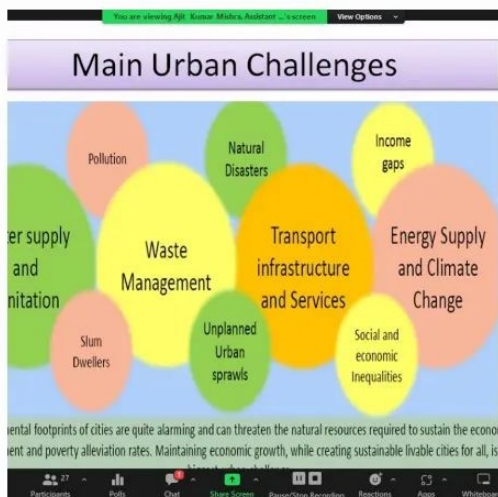 You are viewing Ajit Kumar Mishra, Assistant ...'s screen
View Options
Main Urban Challenges
Pollution
Natural
Disasters
Income
gaps
ter supply
and
nitation
Waste
Management
Transport
infrastructure
and Services
Energy Supply
and Climate
Change
Slum
Dwellers
Unplanned
Urban
sprawls
Social and
economic
Inequalities
mental footprints of cities are quite alarming and can threaten the natural resources required to sustain the econo
ent and poverty alleviation rates. Maintaining economic growth, while creating sustainable livable cities for all, is
27
Participants
Polls
Chat
Share Screen
Pause/Stop Recording
Reactions
Whiteboar